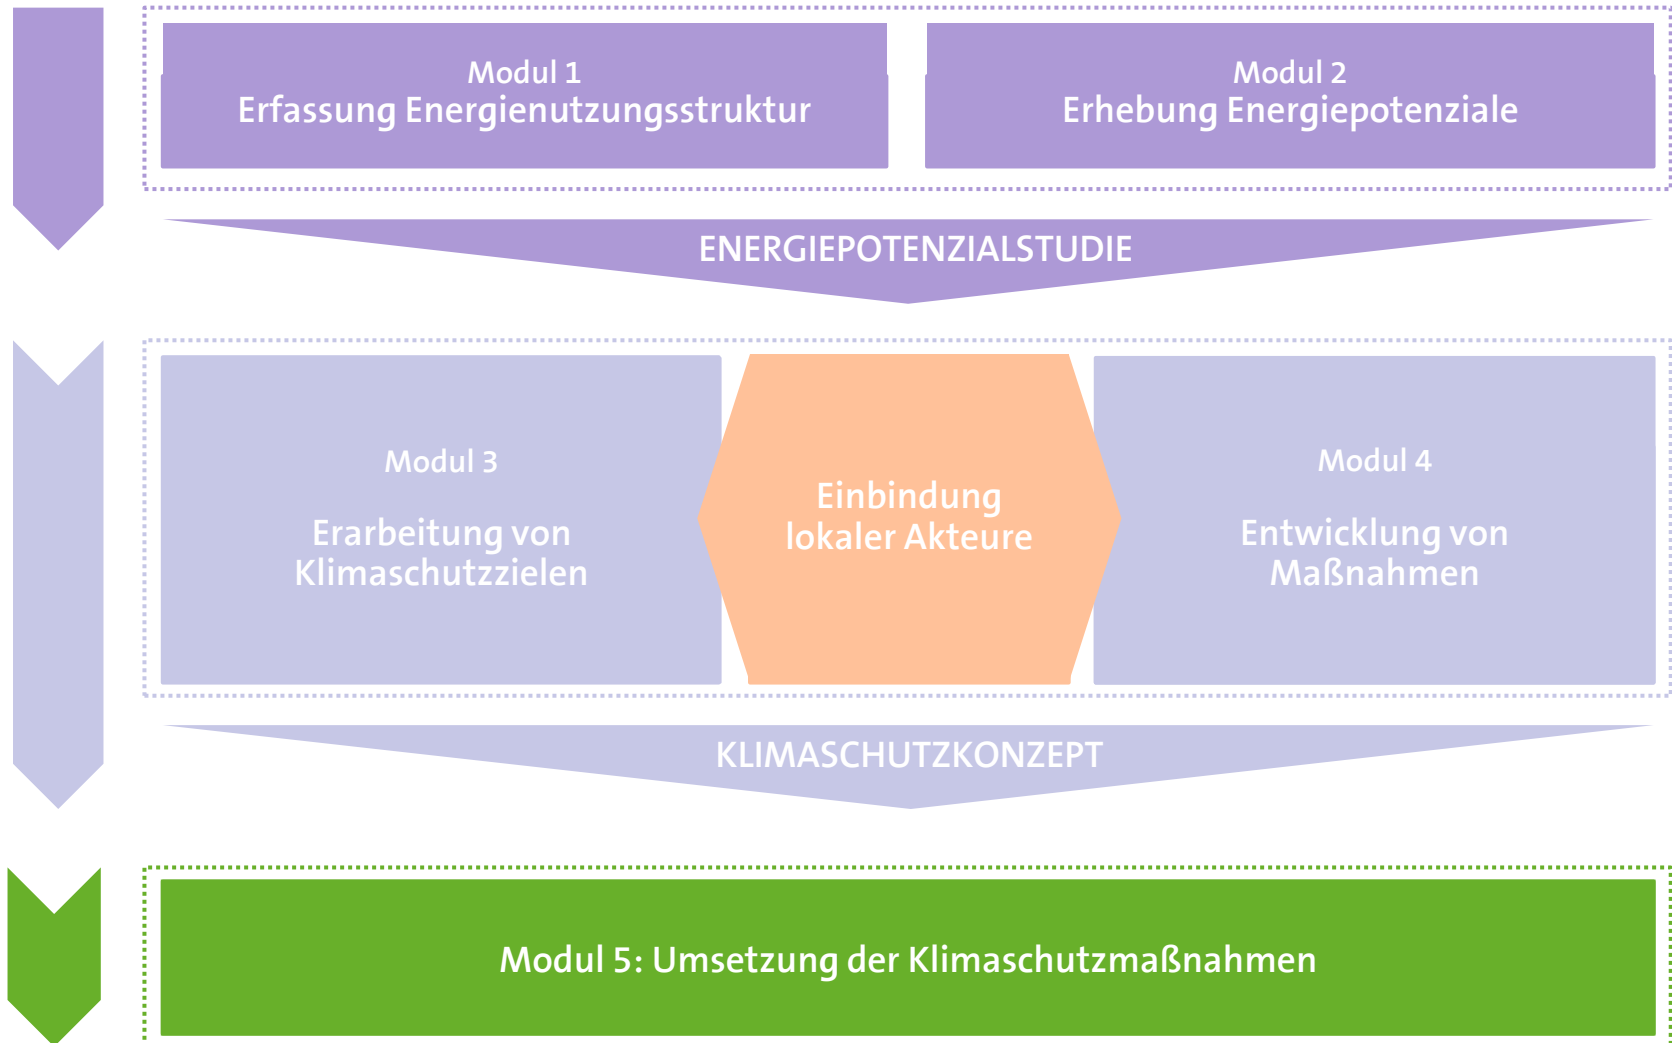 Modul 1
Erfassung Energienutzungsstruktur
Modul 2
Erhebung Energiepotenziale
ENERGIEPOTENZIALSTUDIE
Modul 3
Erarbeitung von
Klimaschutzzielen
Einbindung
lokaler Akteure
Modul 4
Entwicklung von
Maßnahmen
KLIMASCHUTZKONZEPT
Modul 5: Umsetzung der Klimaschutzmaßnahmen